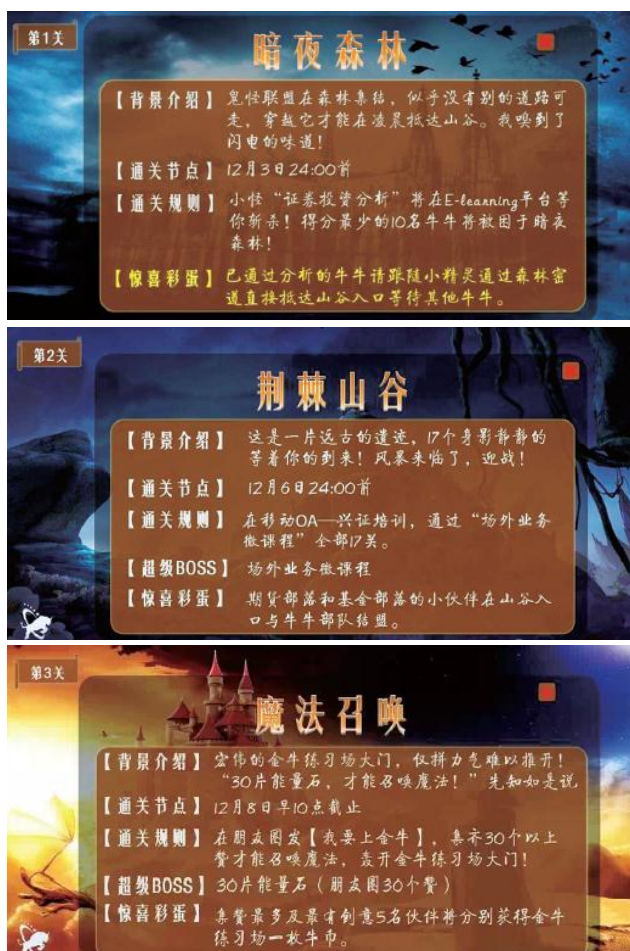 第1关
暗夜森林
【背景介绍】鬼怪联盟在森林集结，似乎没有别的道路可
走，穿越它才能在凌晨抵达山谷。我嗅到了
闪电的味道！
【通关节点】12月3日24:00前
【通关规则】小怪“证券投资分析”将在E-learning平台等
你斩杀！得分最少的10名牛牛将被困于暗夜
森林！
【惊喜彩蛋】已通过分析的牛牛请跟随小精灵通过森林密
道直接抵达山谷入口等待其他牛牛。
第2关
荆棘山谷
【背景介绍】这是一片远古的遗迹，17个身影静静的
等着你的到来！风暴来临了，迎战！
【通关节点】12月6日24:00前
【通关规则】在移动OA—兴证培训，通过“场外业务
微课程”全部17关。
【超级BOSS】场外业务微课程
【惊喜彩蛋】期货部落和基金部落的小伙伴在山谷入
口与牛牛部队结盟。
第3关
魔法召唤
【背景介绍】宏伟的金牛练习场大门，仅拼力气难以推开！
“30片能量石，才能召唤魔法！”先知如是说
【通关节点】12月8日早10点截止
【通关规则】在朋友圈发【我要上金牛】，集齐30个以上
赞才能召唤魔法，轰开金牛练习场大门！
【超级BOSS】30片能量石（朋友圈30个赞）
【惊喜彩蛋】集赞最多及最有创意5名伙伴将分别获得金牛
练习场一枚牛币。